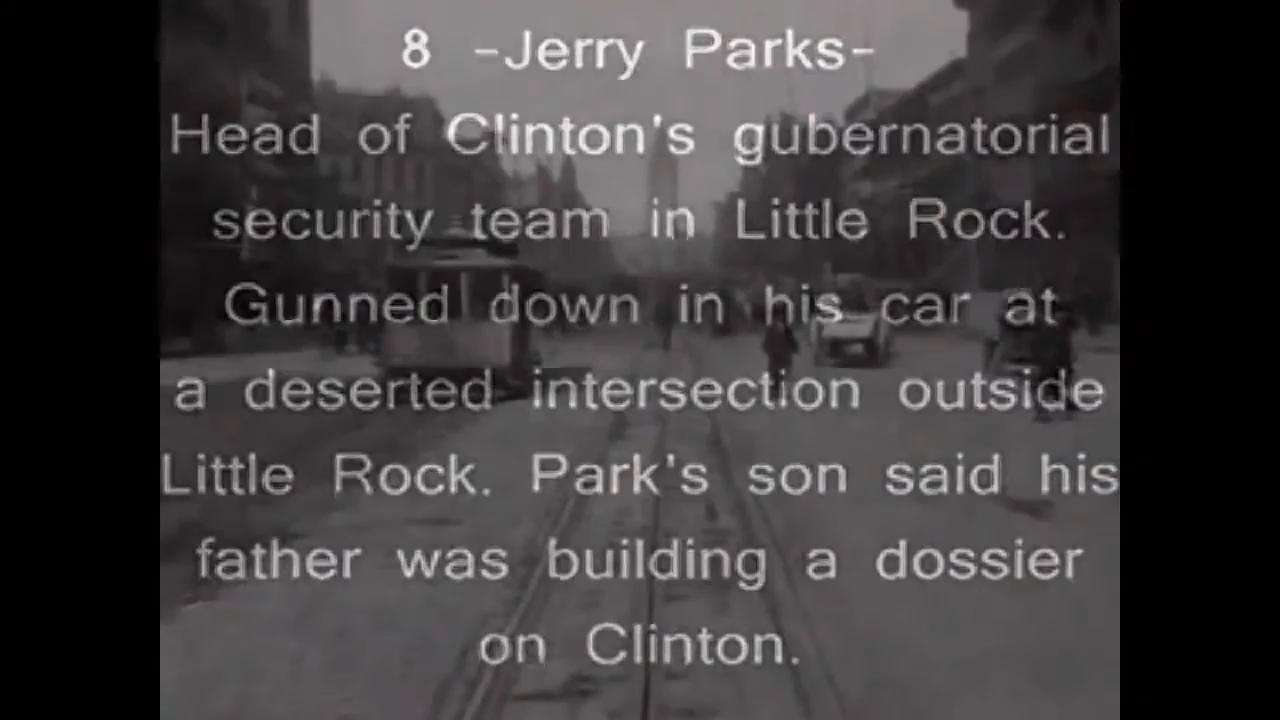 8 -Jerry Parks-
Head of Clinton's gubernatorial
security team in Little Rock.
Gunned down in his car at
a deserted intersection outside
Little Rock. Park's son said his
father was building a dossier
on Clinton.